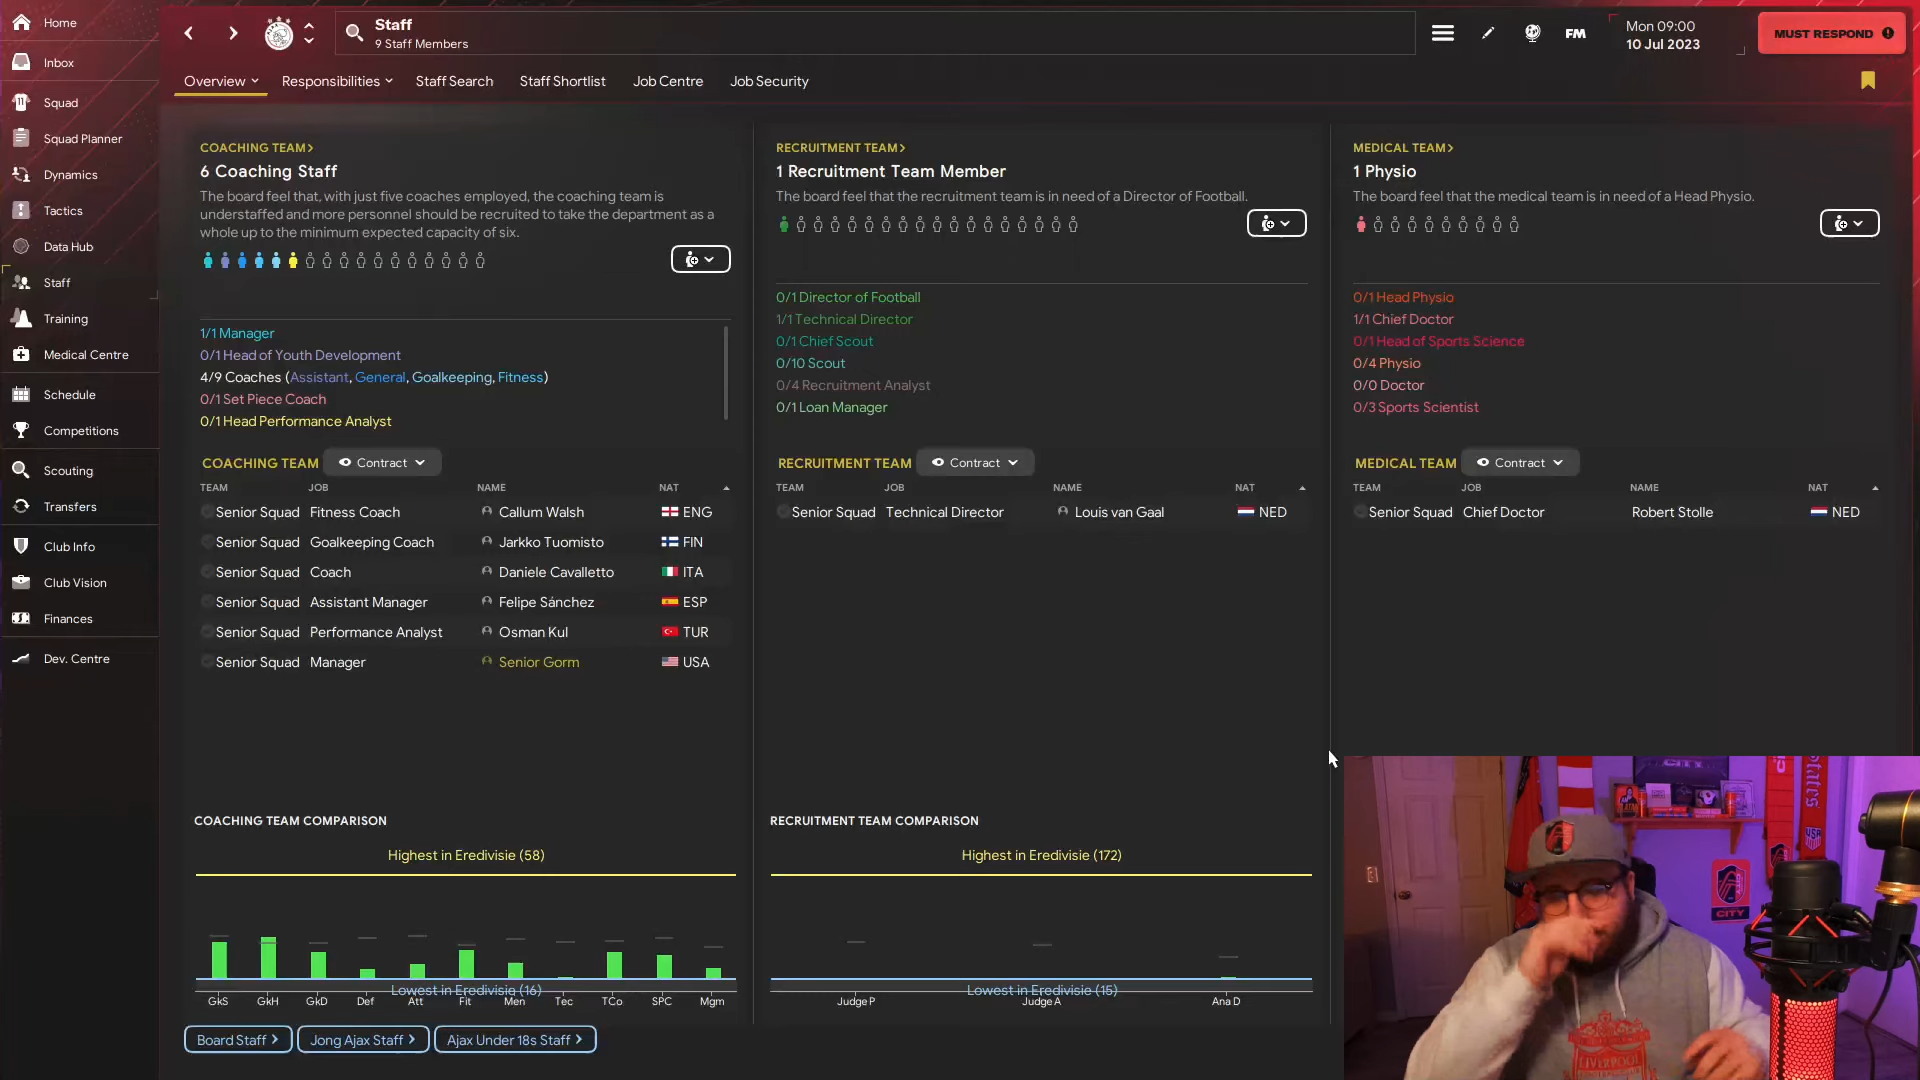 Home
Inbox
Squad
Squad Planner
Dynamics
Tactics
Data Hub
Staff
Training
Medical Centre
Schedule
Competitions
Scouting
Transfers
Club Info
Club Vision
Finances
Dev. Centre
Staff
9 Staff Members
FM
Mon 09:00
10 Jul 2023
MUST RESPOND
Overview Responsibilities Staff Search Staff Shortlist Job Centre Job Security
COACHING TEAM>
6 Coaching Staff
The board feel that, with just five coaches employed, the coaching team is
understaffed and more personnel should be recruited to take the department as a
whole up to the minimum expected capacity of six.
1/1 Manager
0/1 Head of Youth Development
4/9 Coaches (Assistant, General, Goalkeeping, Fitness)
0/1 Set Piece Coach
0/1 Head Performance Analyst
COACHING TEAM Contract
TEAM JOB NAME NAT
Senior Squad Fitness Coach Callum Walsh ENG
Senior Squad Goalkeeping Coach Jarkko Tuomisto FIN
Senior Squad Coach Daniele Cavalletto ITA
Senior Squad Assistant Manager Felipe Sánchez ESP
Senior Squad Performance Analyst Osman Kul TUR
Senior Squad Manager Senior Gorm USA
COACHING TEAM COMPARISON
Highest in Eredivisie (58)
Lowest in Eredivisie (16)
GkS GkH GkD Def Att Fit Men Tec TCo SPC Mgm
RECRUITMENT TEAM>
1 Recruitment Team Member
The board feel that the recruitment team is in need of a Director of Football.
0/1 Director of Football
1/1 Technical Director
0/1 Chief Scout
0/10 Scout
0/4 Recruitment Analyst
0/1 Loan Manager
RECRUITMENT TEAM Contract
TEAM JOB NAME NAT
Senior Squad Technical Director Louis van Gaal NED
RECRUITMENT TEAM COMPARISON
Highest in Eredivisie (172)
Lowest in Eredivisie (15)
Judge P Judge A Ana D
MEDICAL TEAM>
1 Physio
The board feel that the medical team is in need of a Head Physio.
0/1 Head Physio
1/1 Chief Doctor
0/1 Head of Sports Science
0/4 Physio
0/0 Doctor
0/3 Sports Scientist
MEDICAL TEAM Contract
TEAM JOB NAME NAT
Senior Squad Chief Doctor Robert Stolle NED
Board Staff > Jong Ajax Staff > Ajax Under 18s Staff >
CITY
CITY
LIVERPOOL